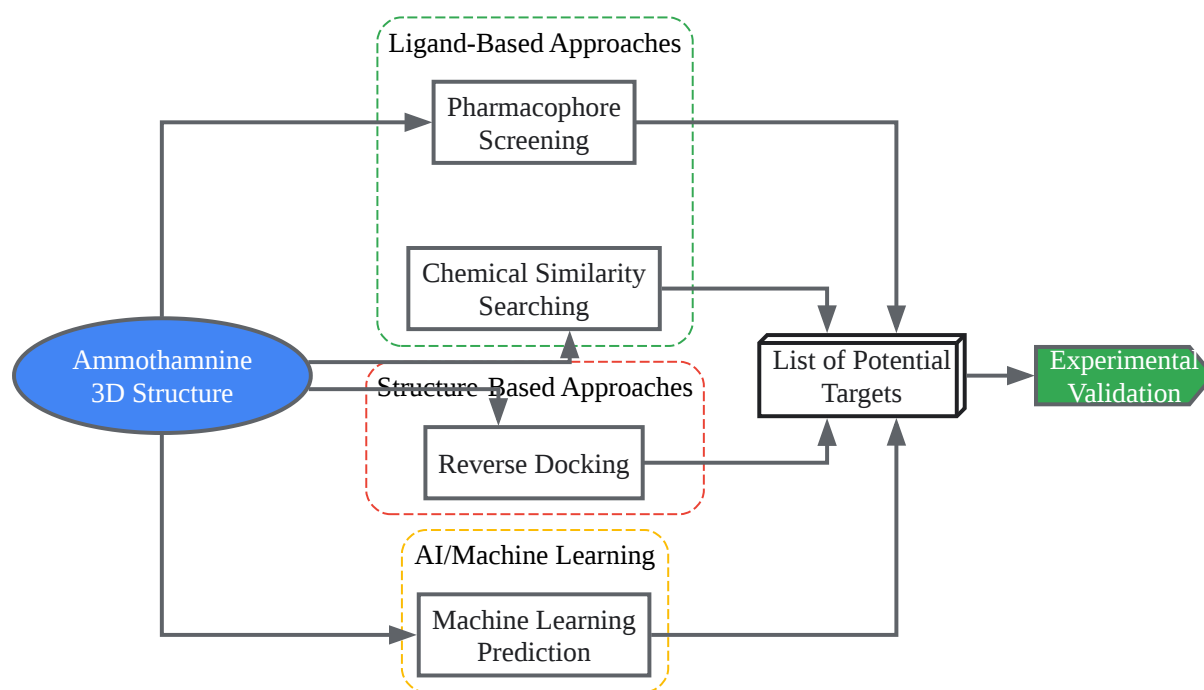 Ligand-Based Approaches
Pharmacophore
Screening
Chemical Similarity
Searching
Ammothamnine
3D Structure
Structure-Based Approaches
Reverse Docking
AI/Machine Learning
Machine Learning
Prediction
List of Potential
Targets
Experimental
Validation